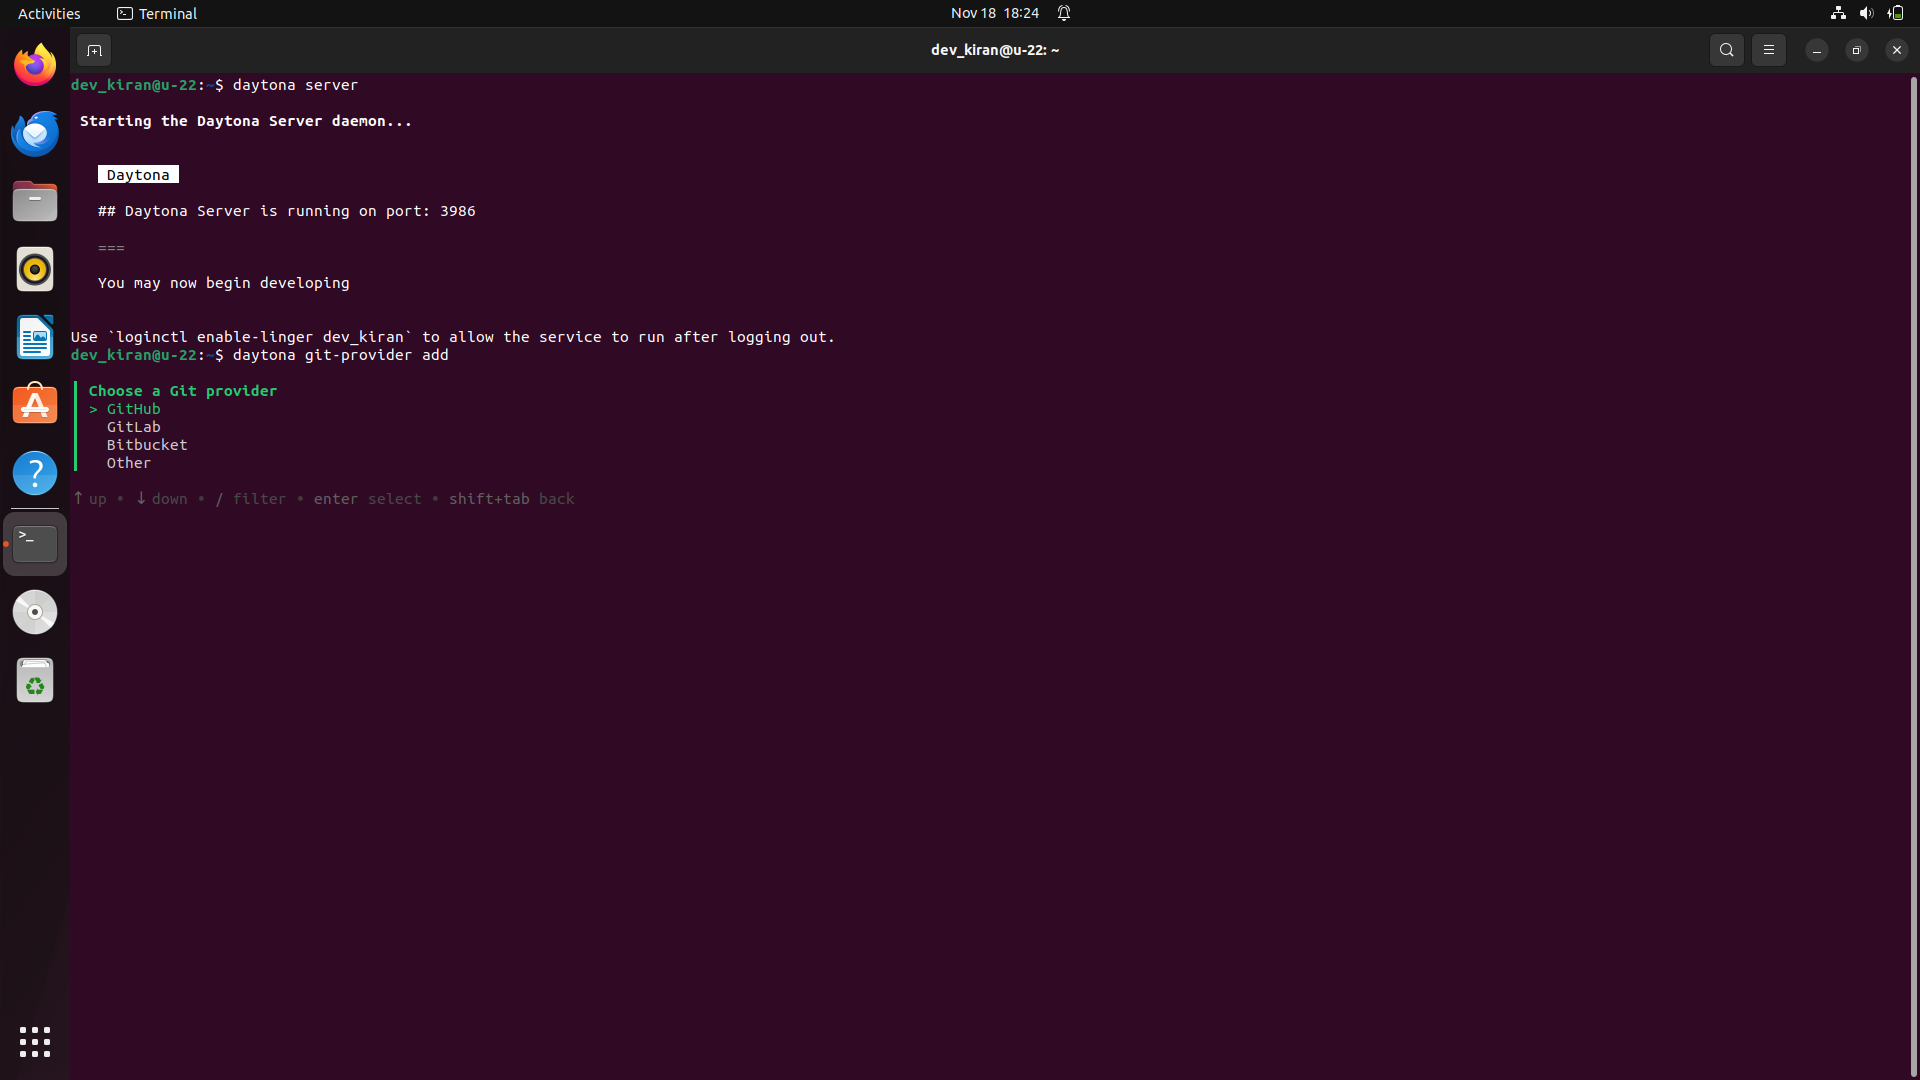 Activities Terminal Nov 18 18:24
dev_kiran@u-22: ~
dev_kiran@u-22:~$ daytona server
Starting the Daytona Server daemon...
Daytona
## Daytona Server is running on port: 3986
===
You may now begin developing
Use `loginctl enable-linger dev_kiran` to allow the service to run after logging out.
dev_kiran@u-22:~$ daytona git-provider add
Choose a Git provider
> GitHub
GitLab
Bitbucket
Other
↑ up • ↓ down • / filter • enter select • shift+tab back